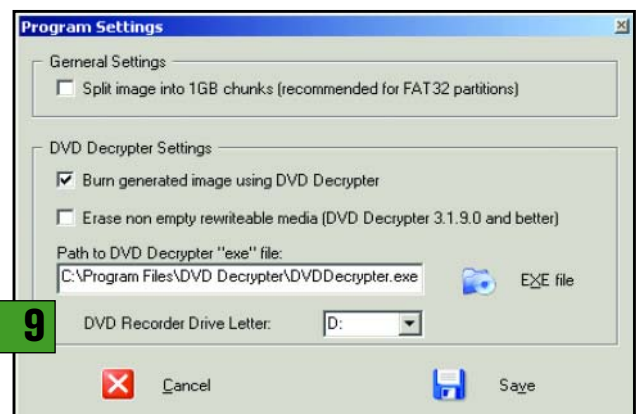 Program Settings
Gerneral Settings
Split image into 1GB chunks (recommended for FAT32 partitions)
DVD Decrypter Settings
Burn generated image using DVD Decrypter
Erase non empty rewriteable media (DVD Decrypter 3.1.9.0 and better)
Path to DVD Decrypter "exe" file:
C:\Program Files\DVD Decrypter\DVDDecrypter.exe
EXE file
9
DVD Recorder Drive Letter:
D:
Cancel
Save